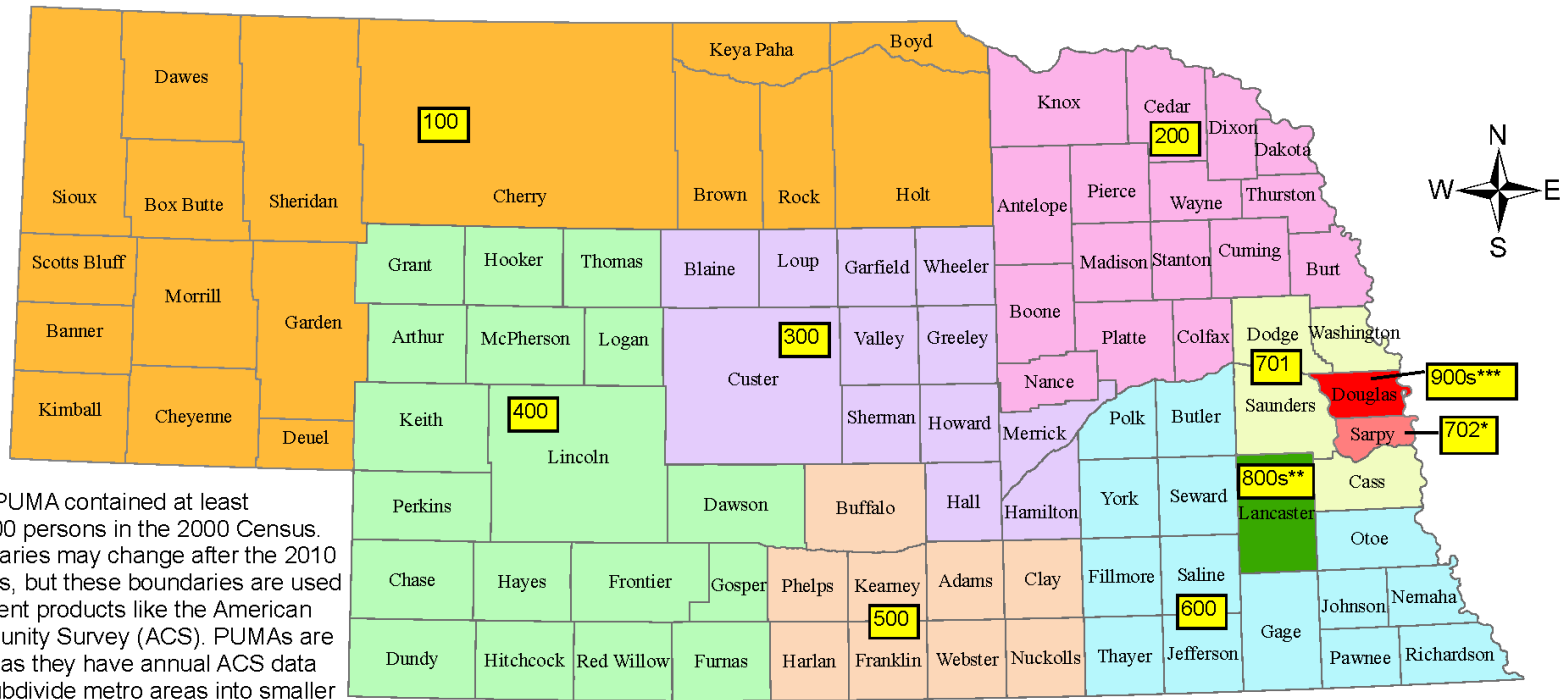 Keya Paha
Boyd
Dawes
Knox
Cedar
100
200
Dixon
Dakota
N
W
E
S
Sioux
Box Butte
Sheridan
Cherry
Brown
Rock
Holt
Antelope
Pierce
Wayne
Thurston
Scotts Bluff
Morrill
Grant
Hooker
Thomas
Blaine
Loup
Garfield
Wheeler
Madison
Stanton
Cuming
Burt
Banner
Garden
Arthur
McPherson
Logan
300
Valley
Greeley
Boone
Platte
Colfax
Dodge
Washington
701
Custer
Nance
900s***
Douglas
Kimball
Cheyenne
Deuel
Keith
400
Lincoln
Sherman
Howard
Merrick
Polk
Butler
Saunders
Sarpy
702*
Perkins
Dawson
Buffalo
Hall
Hamilton
York
Seward
800s**
Lancaster
Cass
Otoe
PUMA contained at least
00 persons in the 2000 Census.
aries may change after the 2010
s, but these boundaries are used
ent products like the American
unity Survey (ACS). PUMAs are
as they have annual ACS data
ubdivide metro areas into smaller
Chase
Hayes
Frontier
Gosper
Phelps
Kearney
Adams
Clay
Fillmore
Saline
Johnson
Nemaha
500
600
Dundy
Hitchcock
Red Willow
Furnas
Harlan
Franklin
Webster
Nuckolls
Thayer
Jefferson
Gage
Pawnee
Richardson